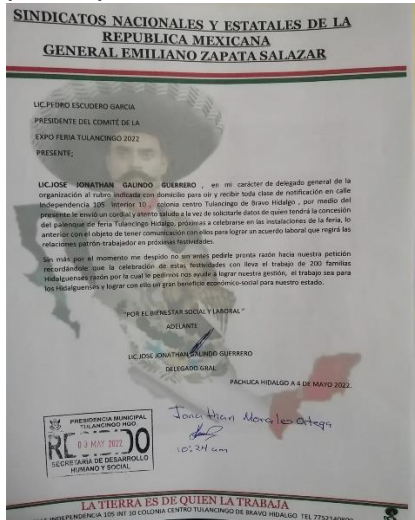 SINDICATOS NACIONALES Y ESTATALES DE LA
REPUBLICA MEXICANA
GENERAL EMILIANO ZAPATA SALAZAR
LIC.PEDRO ESCUDERO GARCIA
PRESIDENTE DEL COMITÉ DE LA
EXPO FERIA TULANCINGO 2022
PRESENTE;
LIC.JOSE JONATHAN GALINDO GUERRERO , en mi carácter de delegado general de la
organización al rubro indicada con domicilio para oír y recibir toda clase de notificación en calle
Independencia 105 interior 10 , colonia centro Tulancingo de Bravo Hidalgo , por medio del
presente le envió un cordial y atento saludo a la vez de solicitarle datos de quien tendrá la concesión
del palenque de feria Tulancingo Hidalgo, próximas a celebrarse en las instalaciones de la feria, lo
anterior con el objeto de tener comunicación con ellos para lograr un acuerdo laboral que regirá las
relaciones patrón-trabajador en próximas festividades.
Sin más por el momento me despido no sin antes pedirle pronta razón hacia nuestra petición
recordándole que la celebración de estas festividades con lleva el trabajo de 200 familias
Hidalguenses razón por la cual le pedimos nos ayude a lograr nuestra gestión, el trabajo sea para
los Hidalguenses y lograr con ello un gran beneficio económico-social para nuestro estado.
"POR EL BIENESTAR SOCIAL Y LABORAL"
ADELANTE
LIC.JOSE JONATHAN GALINDO GUERRERO
DELEGADO GRAL.
PACHUCA HIDALGO A 4 DE MAYO 2022.
PRESIDENCIA MUNICIPAL
TULANCINGO HGO.
RECIBIDO
03 MAY 2022
SECRETARIA DE DESARROLLO
HUMANO Y SOCIAL
Jonathan Morales Ortega
10:24 am
LA TIERRA ES DE QUIEN LA TRABAJA
INDEPENDENCIA 105 INT 10 COLONIA CENTRO TULANCINGO DE BRAVO HIDALGO TEL